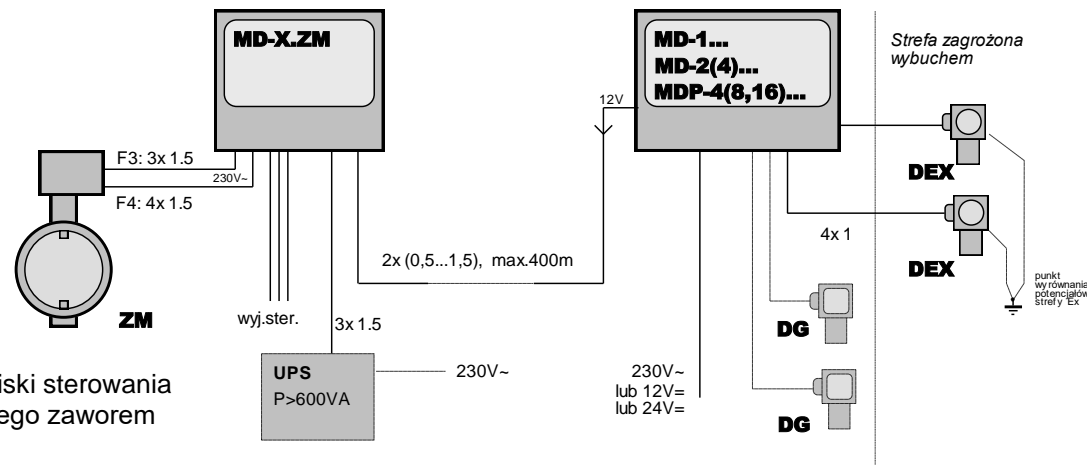 MD-X.ZM
MD-1...
MD-2(4)...
MDP-4(8,16)...
Strefa zagrożona
wybuchem
12V
F3: 3x 1.5
230V~
F4: 4x 1.5
DEX
4x 1
DEX
2x (0,5...1,5), max.400m
punkt
wyrównania
potencjałów
strefy Ex
ZM
wyj.ster.
3x 1.5
DG
UPS
P>600VA
230V~
230V~
lub 12V=
lub 24V=
DG
iski sterowania
ego zaworem